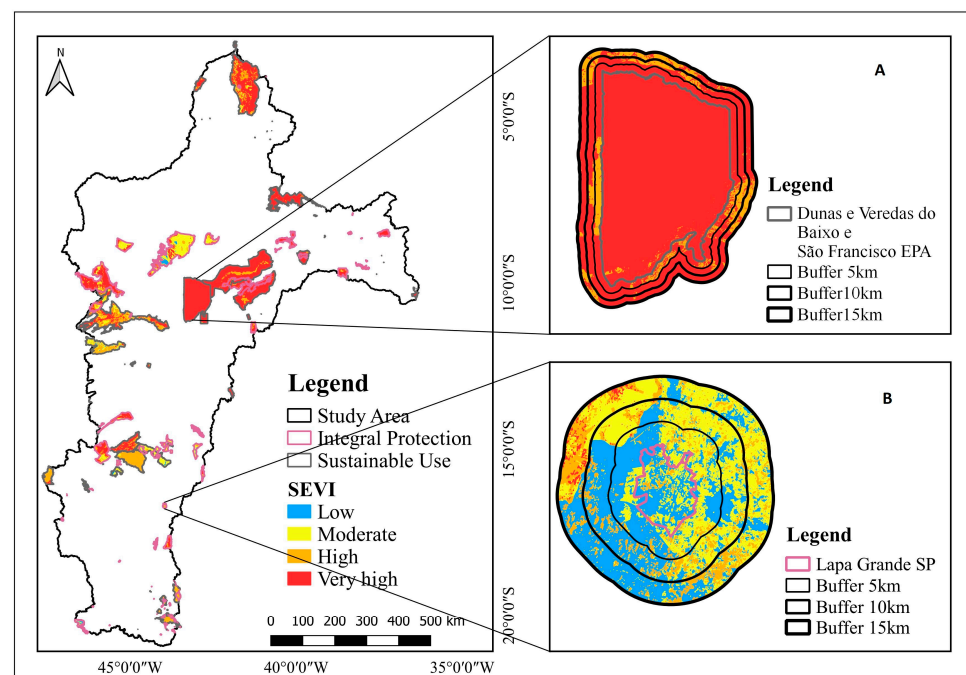 N
Legend
Study Area
Integral Protection
Sustainable Use
SEVI
Low
Moderate
High
Very high
0 100 200 300 400 500 km
45°0'0"W
40°0'0"W
35°0'0"W
5°0'0"S
10°0'0"S
15°0'0"S
20°0'0"S
A
Legend
Dunas e Veredas do
Baixo e
São Francisco EPA
Buffer 5km
Buffer10km
Buffer15km
B
Legend
Lapa Grande SP
Buffer 5km
Buffer 10km
Buffer 15km